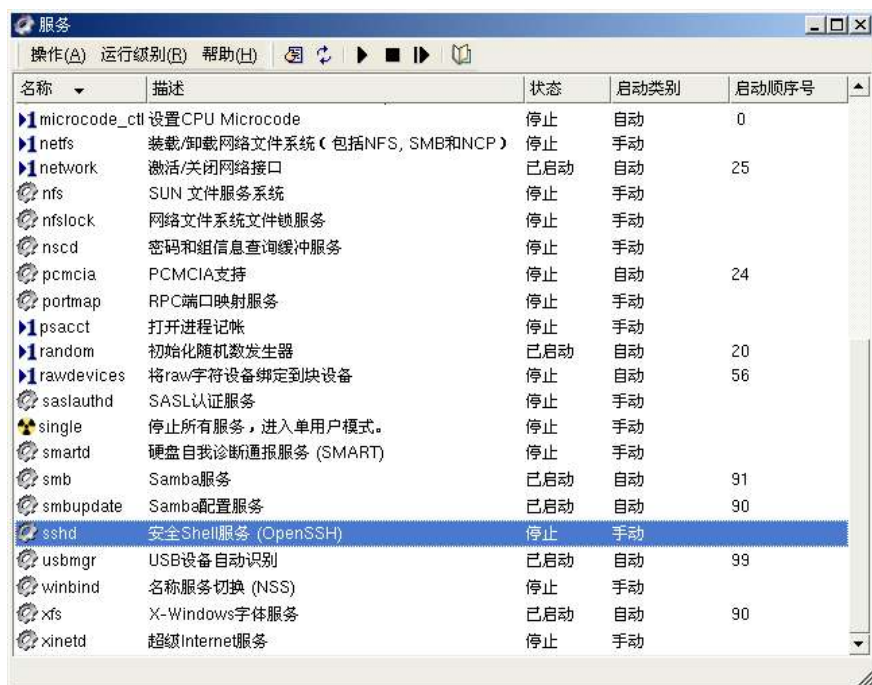 服务
操作(A) 运行级别(R) 帮助(H)
名称 描述 状态 启动类别 启动顺序号
microcode_ctl 设置CPU Microcode 停止 自动 0
netfs 装载/卸载网络文件系统(包括NFS, SMB和NCP) 停止 手动
network 激活/关闭网络接口 已启动 自动 25
nfs SUN 文件服务系统 停止 手动
nfslock 网络文件系统文件锁服务 停止 手动
nscd 密码和组信息查询缓冲服务 停止 手动
pcmcia PCMCIA支持 停止 自动 24
portmap RPC端口映射服务 停止 手动
psacct 打开进程记帐 停止 手动
random 初始化随机数发生器 已启动 自动 20
rawdevices 将raw字符设备绑定到块设备 停止 自动 56
saslauthd SASL认证服务 停止 手动
single 停止所有服务，进入单用户模式。 停止 手动
smartd 硬盘自我诊断通报服务 (SMART) 停止 手动
smb Samba服务 已启动 自动 91
smbupdate Samba配置服务 已启动 自动 90
sshd 安全Shell服务 (OpenSSH) 停止 手动
usbmgr USB设备自动识别 已启动 自动 99
winbind 名称服务切换 (NSS) 停止 手动
xfs X-Windows字体服务 已启动 自动 90
xinetd 超级Internet服务 停止 手动